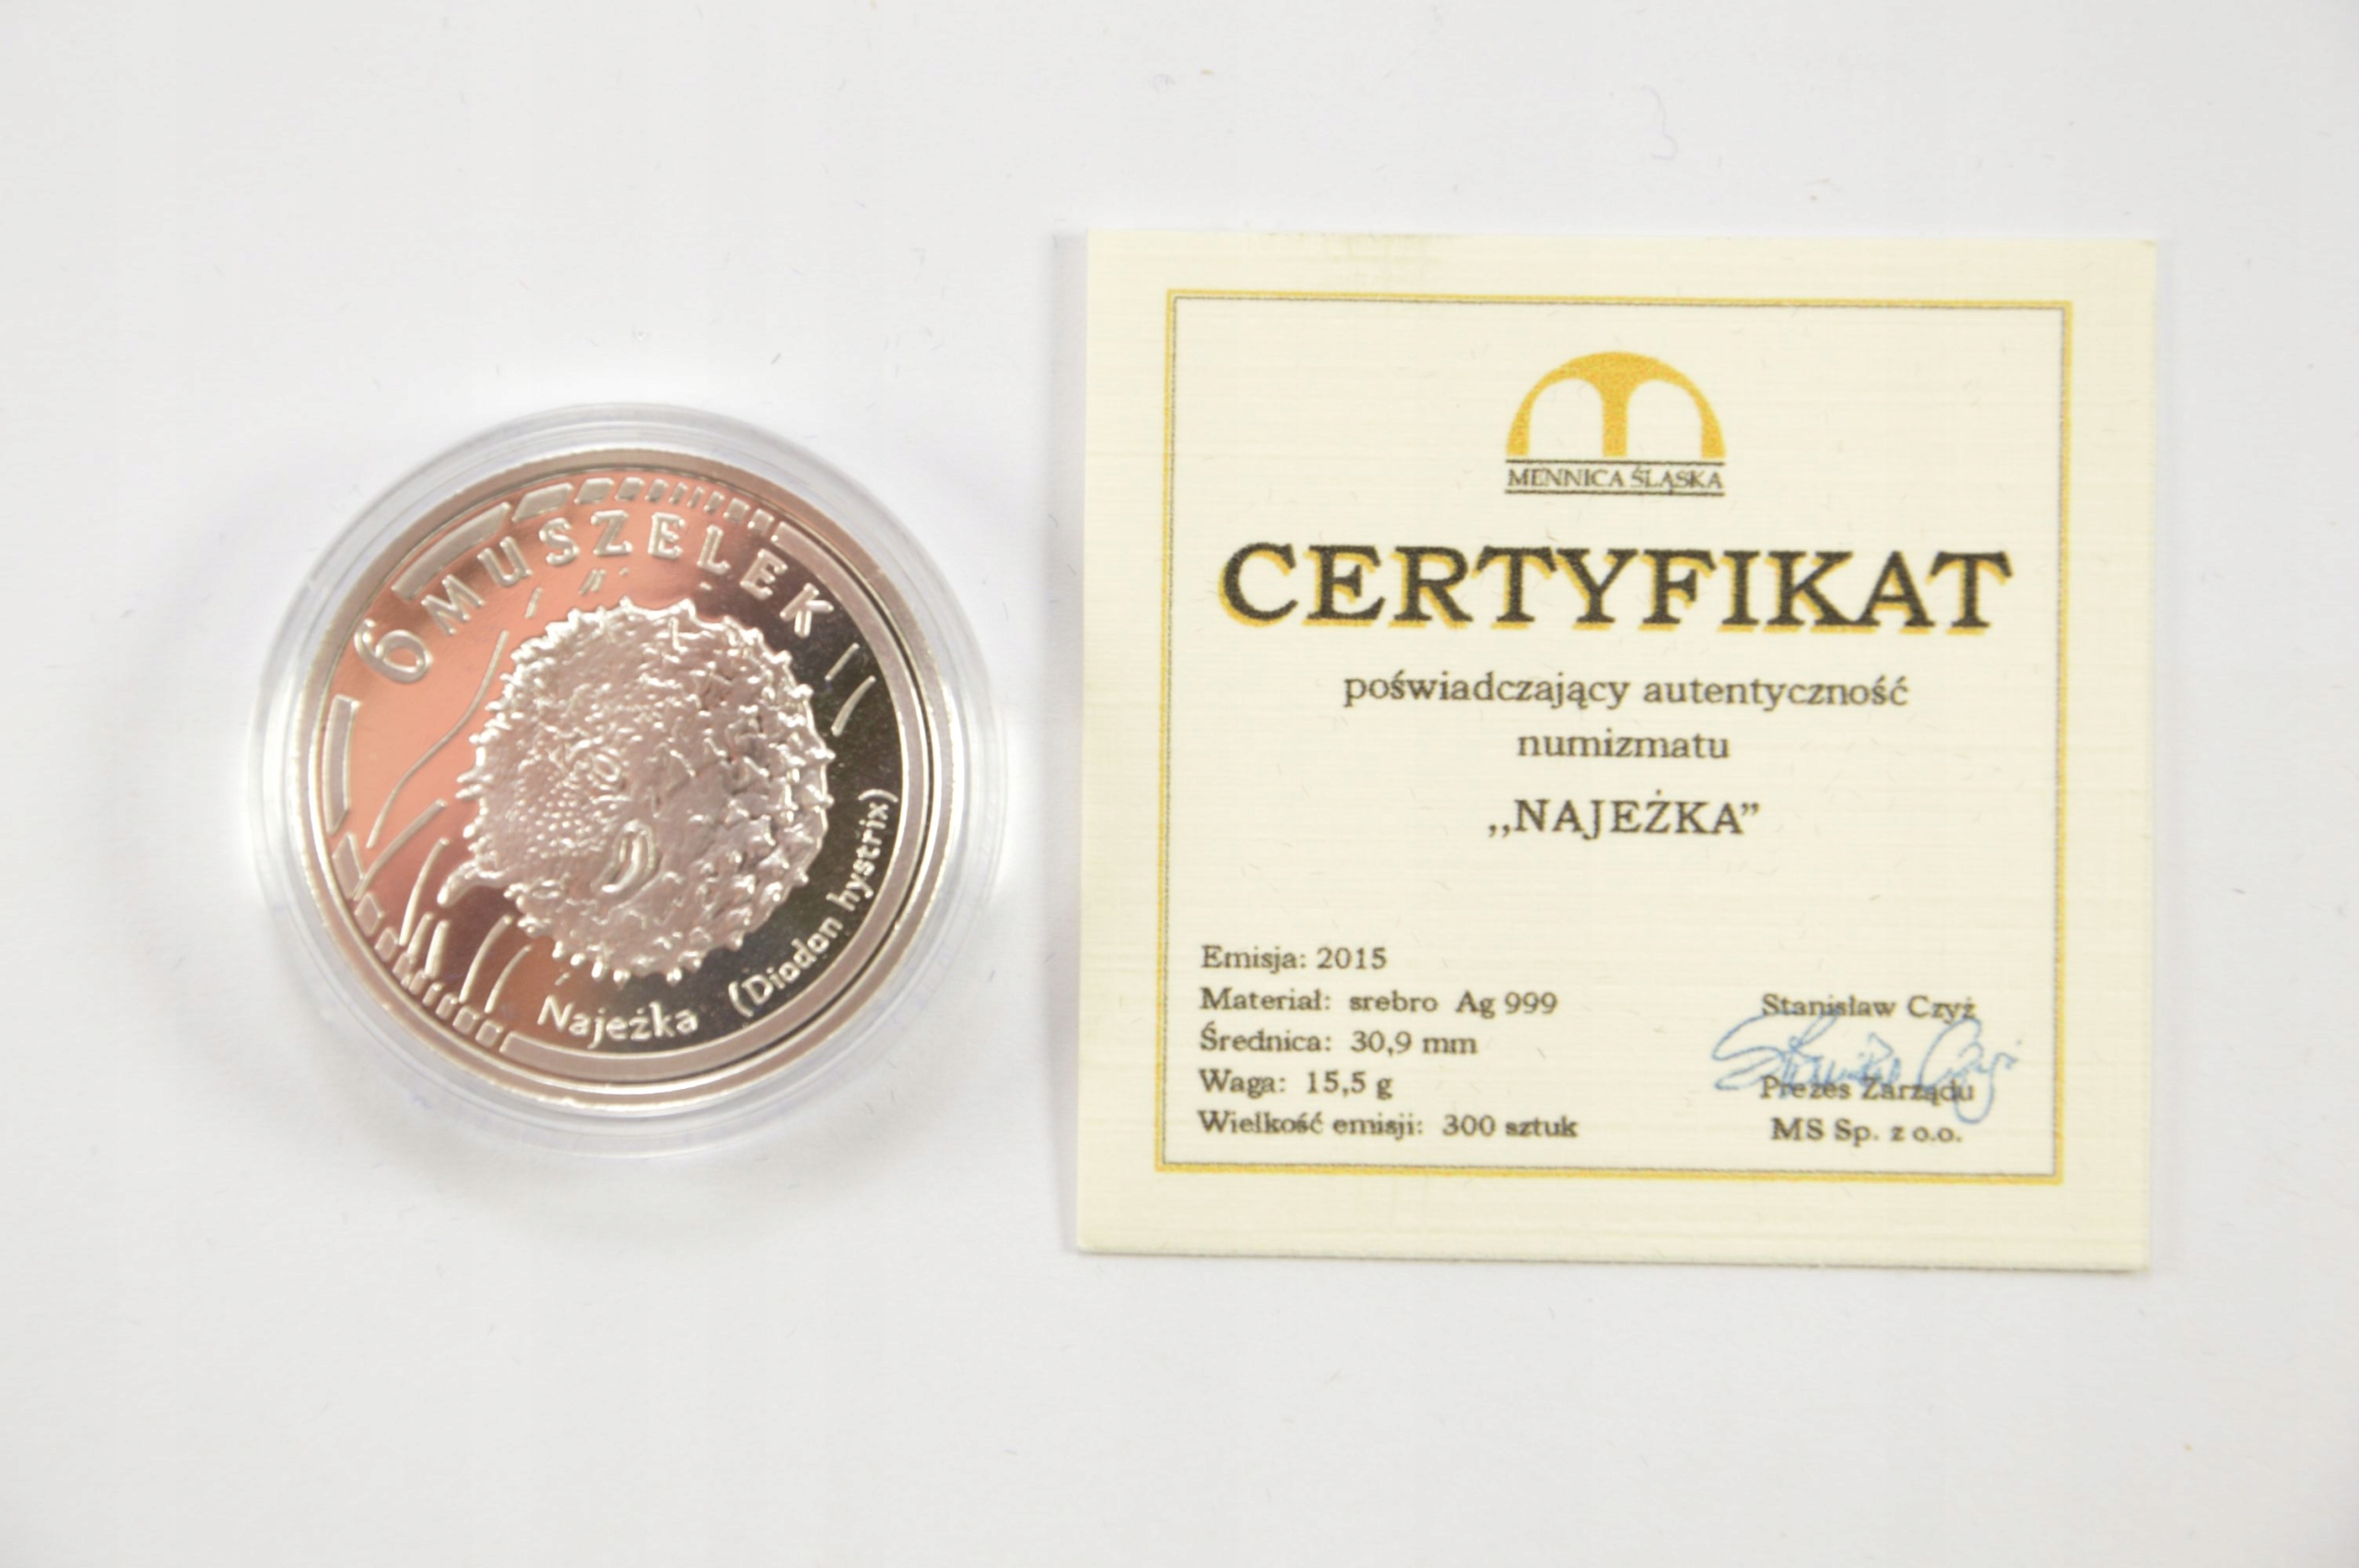 6 MUSZELEK
Najeżka (Diodon hystrix)
MENNICA ŚLĄSKA
CERTYFIKAT
poświadczający autentyczność
numizmatu
,,NAJEŻKA”
Emisja: 2015
Materiał: srebro Ag 999
Średnica: 30,9 mm
Waga: 15,5 g
Wielkość emisji: 300 sztuk
Stanisław Czyż
Prezes Zarządu
MS Sp. z o.o.